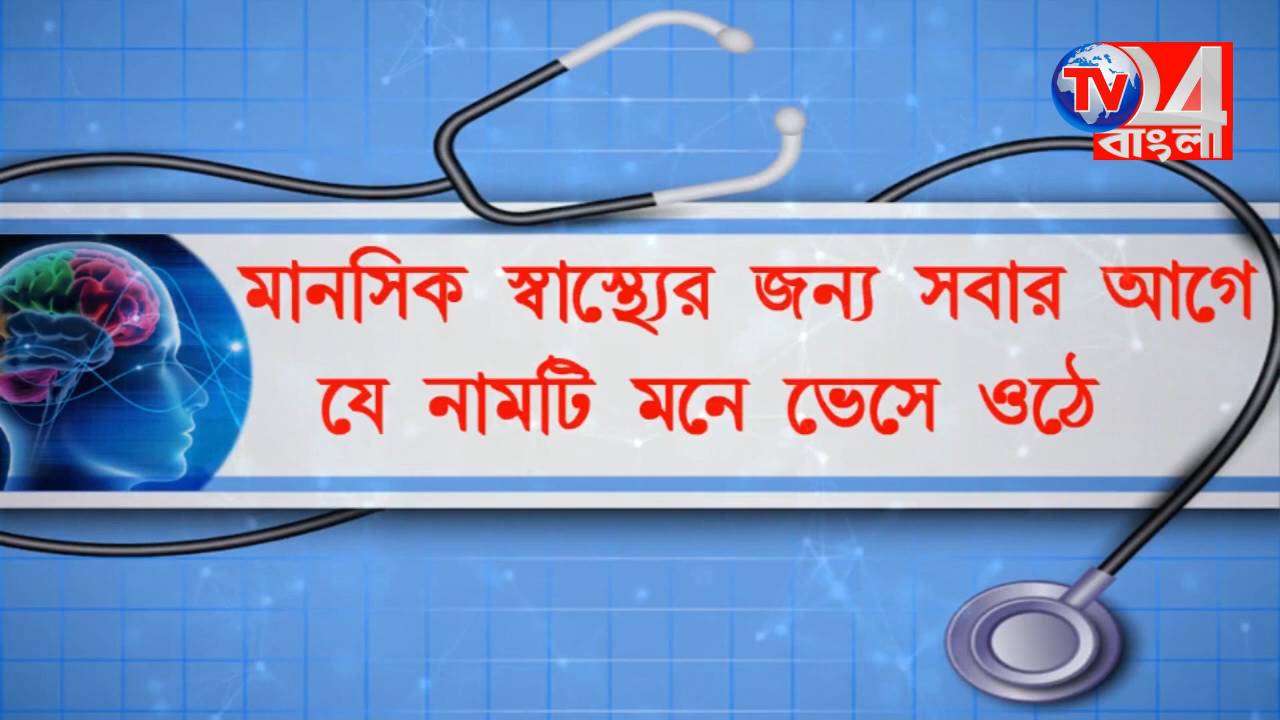 TV 24
বাংলা
মানসিক স্বাস্থ্যের জন্য সবার আগে
যে নামটি মনে ভেসে ওঠে